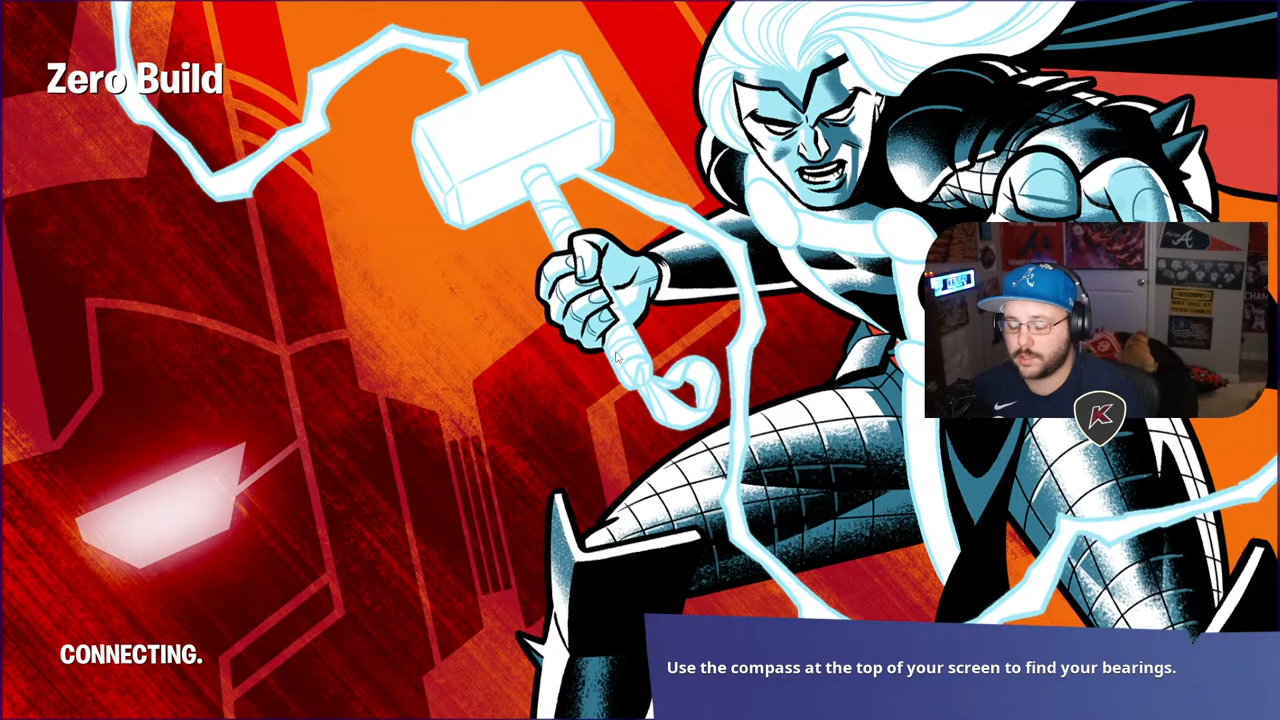 Zero Build
CONNECTING.
Use the compass at the top of your screen to find your bearings.